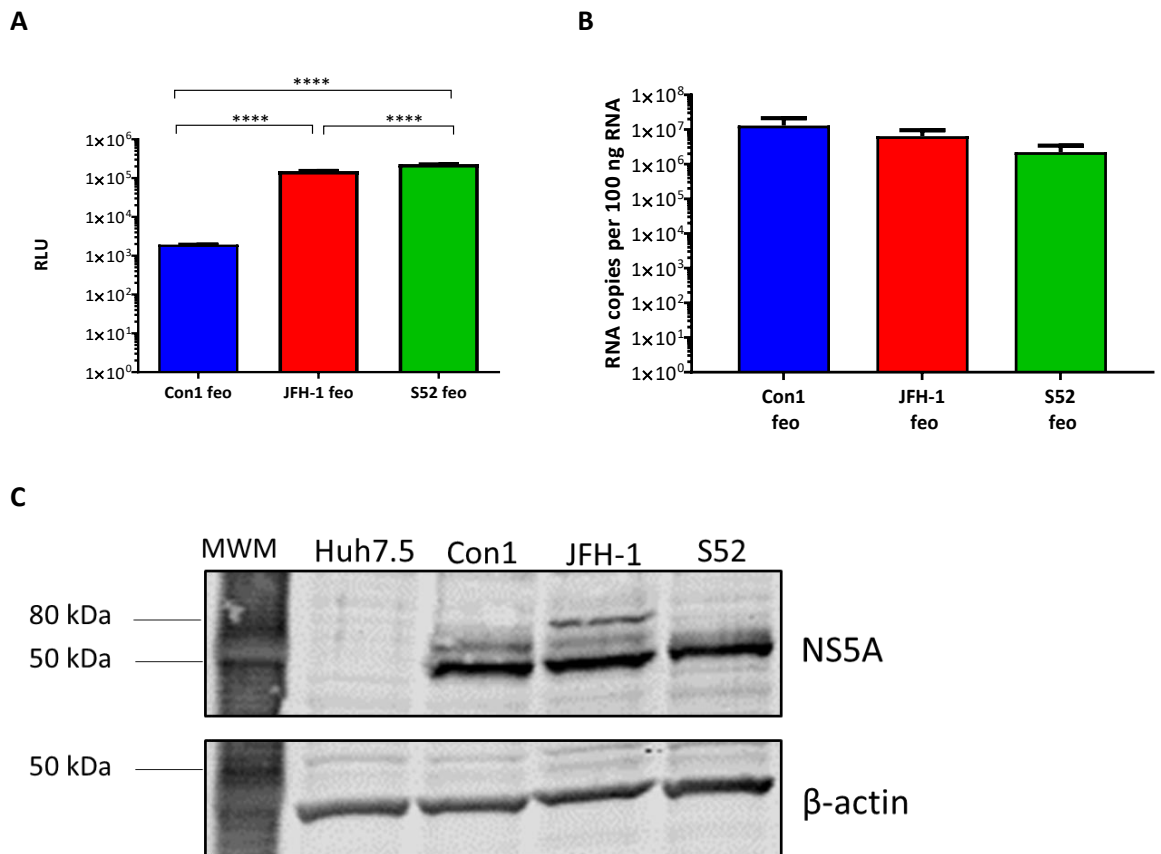 A
B
****
****
****
1×10⁶
1×10⁵
1×10⁴
1×10³
1×10²
1×10¹
1×10⁰
RLU
Con1 feo
JFH-1 feo
S52 feo
1×10⁸
1×10⁷
1×10⁶
1×10⁵
1×10⁴
1×10³
1×10²
1×10¹
1×10⁰
RNA copies per 100 ng RNA
Con1
feo
JFH-1
feo
S52
feo
C
MWM Huh7.5 Con1 JFH-1 S52
80 kDa
50 kDa
NS5A
50 kDa
β-actin